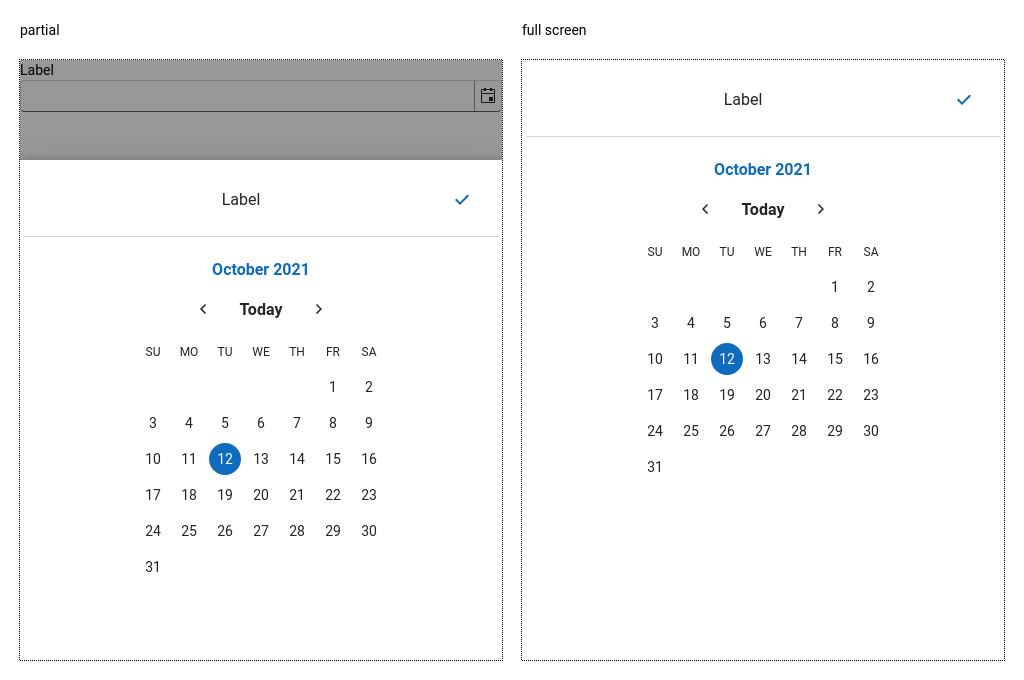 partial
Label
Label
October 2021
Today
SU MO TU WE TH FR SA
1 2
3 4 5 6 7 8 9
10 11 12 13 14 15 16
17 18 19 20 21 22 23
24 25 26 27 28 29 30
31
full screen
Label
October 2021
Today
SU MO TU WE TH FR SA
1 2
3 4 5 6 7 8 9
10 11 12 13 14 15 16
17 18 19 20 21 22 23
24 25 26 27 28 29 30
31